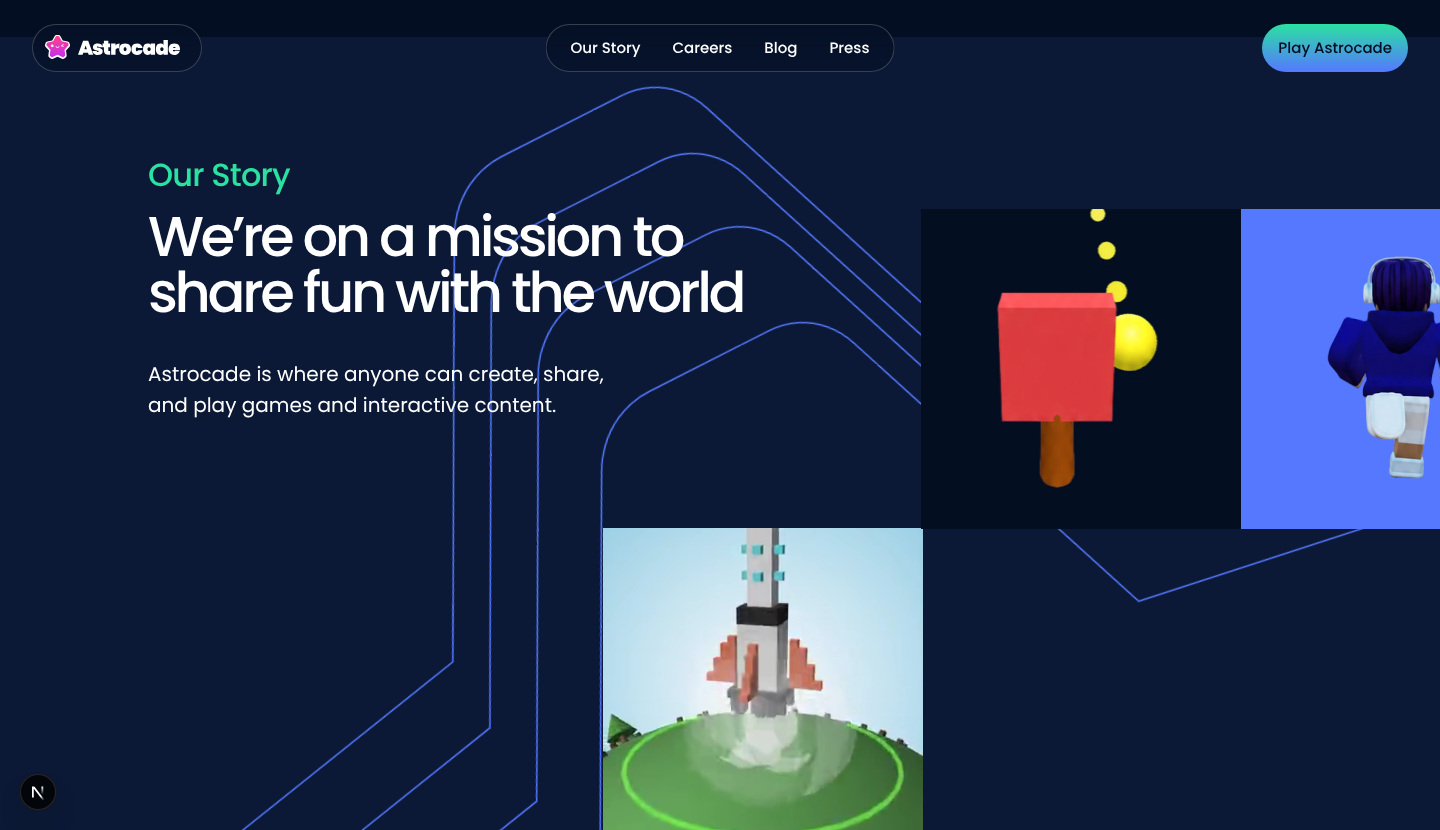 Astrocade
Our Story Careers Blog Press
Play Astrocade
Our Story
We’re on a mission to
share fun with the world
Astrocade is where anyone can create, share,
and play games and interactive content.
N